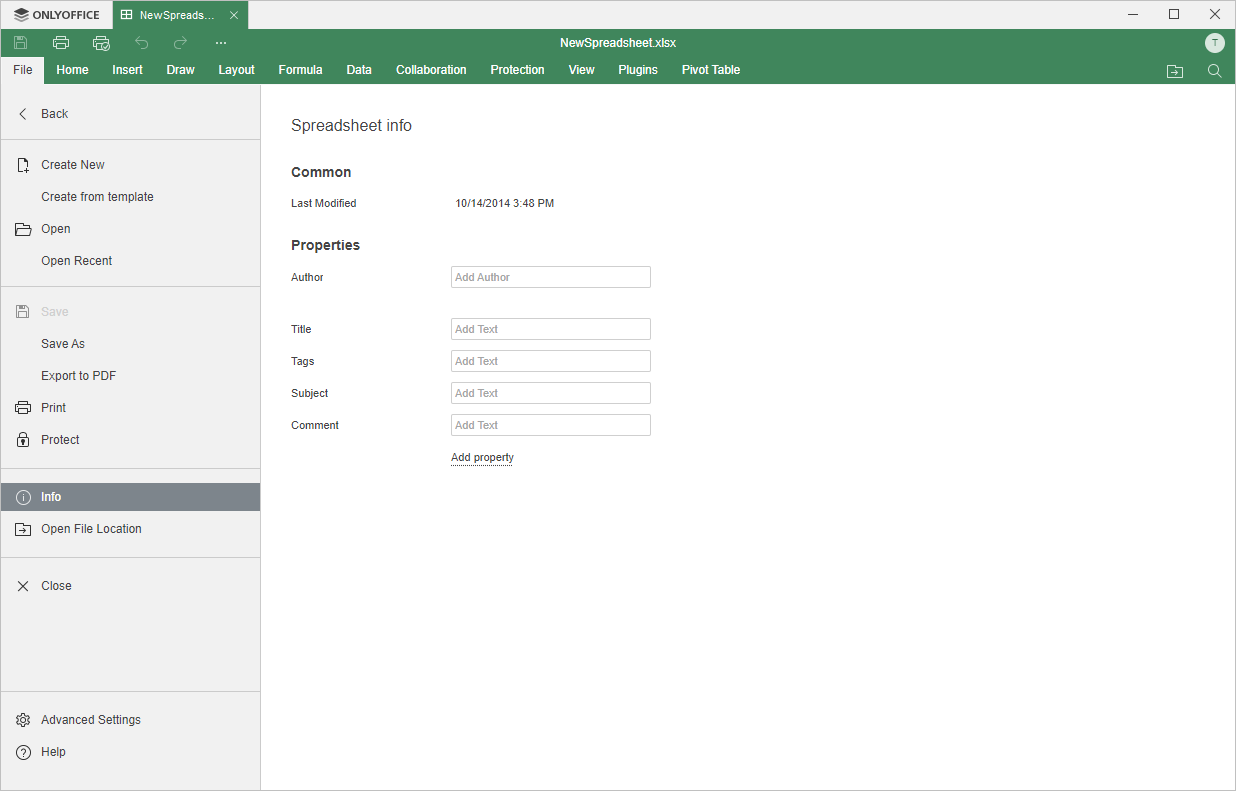 ONLYOFFICE
NewSpreads...
NewSpreadsheet.xlsx
T
File Home Insert Draw Layout Formula Data Collaboration Protection View Plugins Pivot Table
Back
Create New
Create from template
Open
Open Recent
Save
Save As
Export to PDF
Print
Protect
Info
Open File Location
Close
Advanced Settings
Help
Spreadsheet info
Common
Last Modified 10/14/2014 3:48 PM
Properties
Author Add Author
Title Add Text
Tags Add Text
Subject Add Text
Comment Add Text
Add property